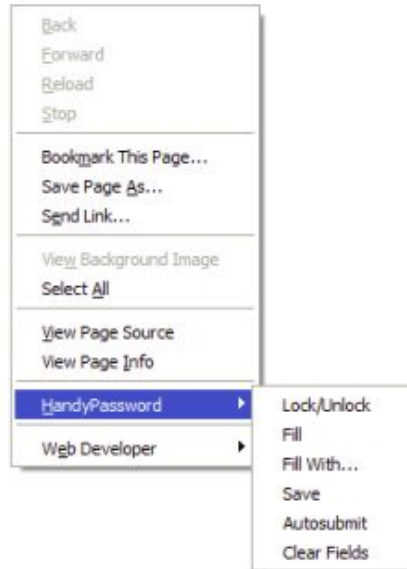 Back
Forward
Reload
Stop
Bookmark This Page...
Save Page As...
Send Link...
View Background Image
Select All
View Page Source
View Page Info
HandyPassword
Web Developer
Lock/Unlock
Fill
Fill With...
Save
Autosubmit
Clear Fields